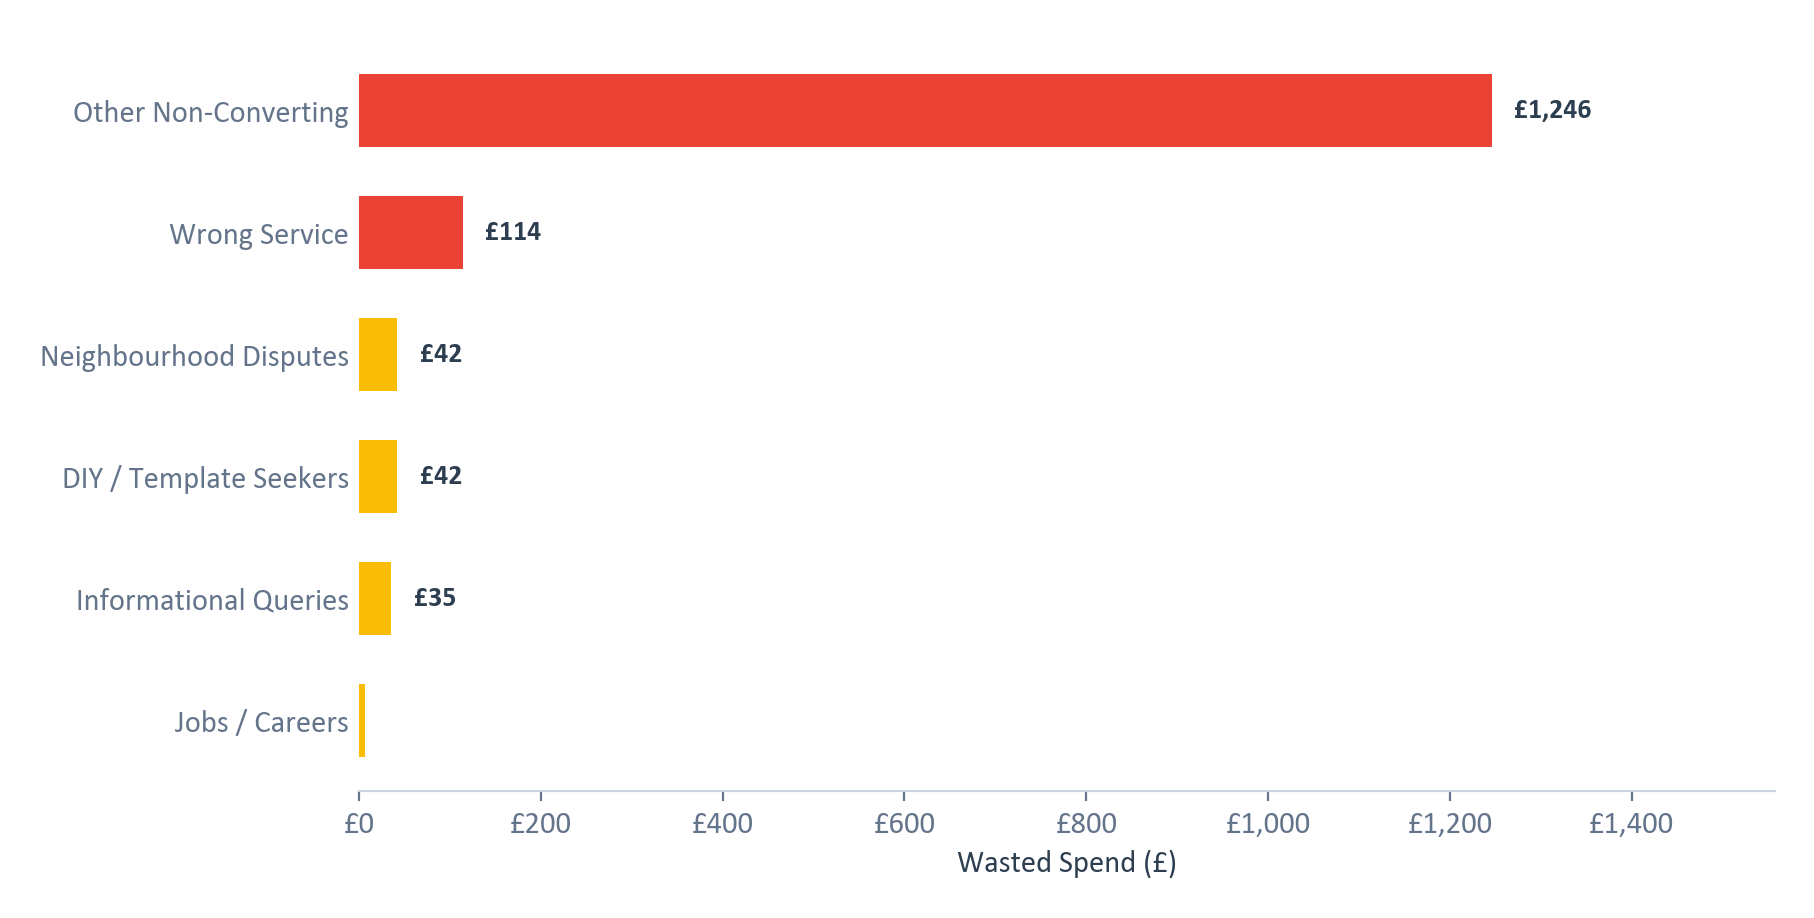 Other Non-Converting £1,246
Wrong Service £114
Neighbourhood Disputes £42
DIY / Template Seekers £42
Informational Queries £35
Jobs / Careers
£0 £200 £400 £600 £800 £1,000 £1,200 £1,400
Wasted Spend (£)